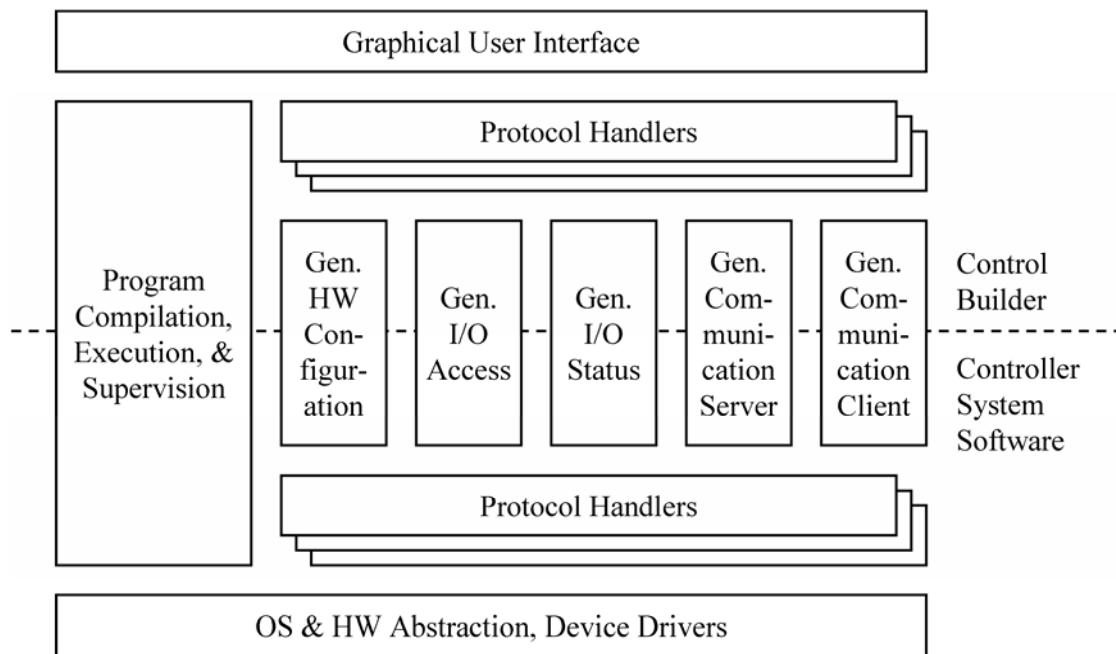 Graphical User Interface
Protocol Handlers
Program
Compilation,
Execution, &
Supervision
Gen.
HW
Con-
figur-
ation
Gen.
I/O
Access
Gen.
I/O
Status
Gen.
Com-
muni-
cation
Server
Gen.
Com-
muni-
cation
Client
Control
Builder
Controller
System
Software
Protocol Handlers
OS & HW Abstraction, Device Drivers